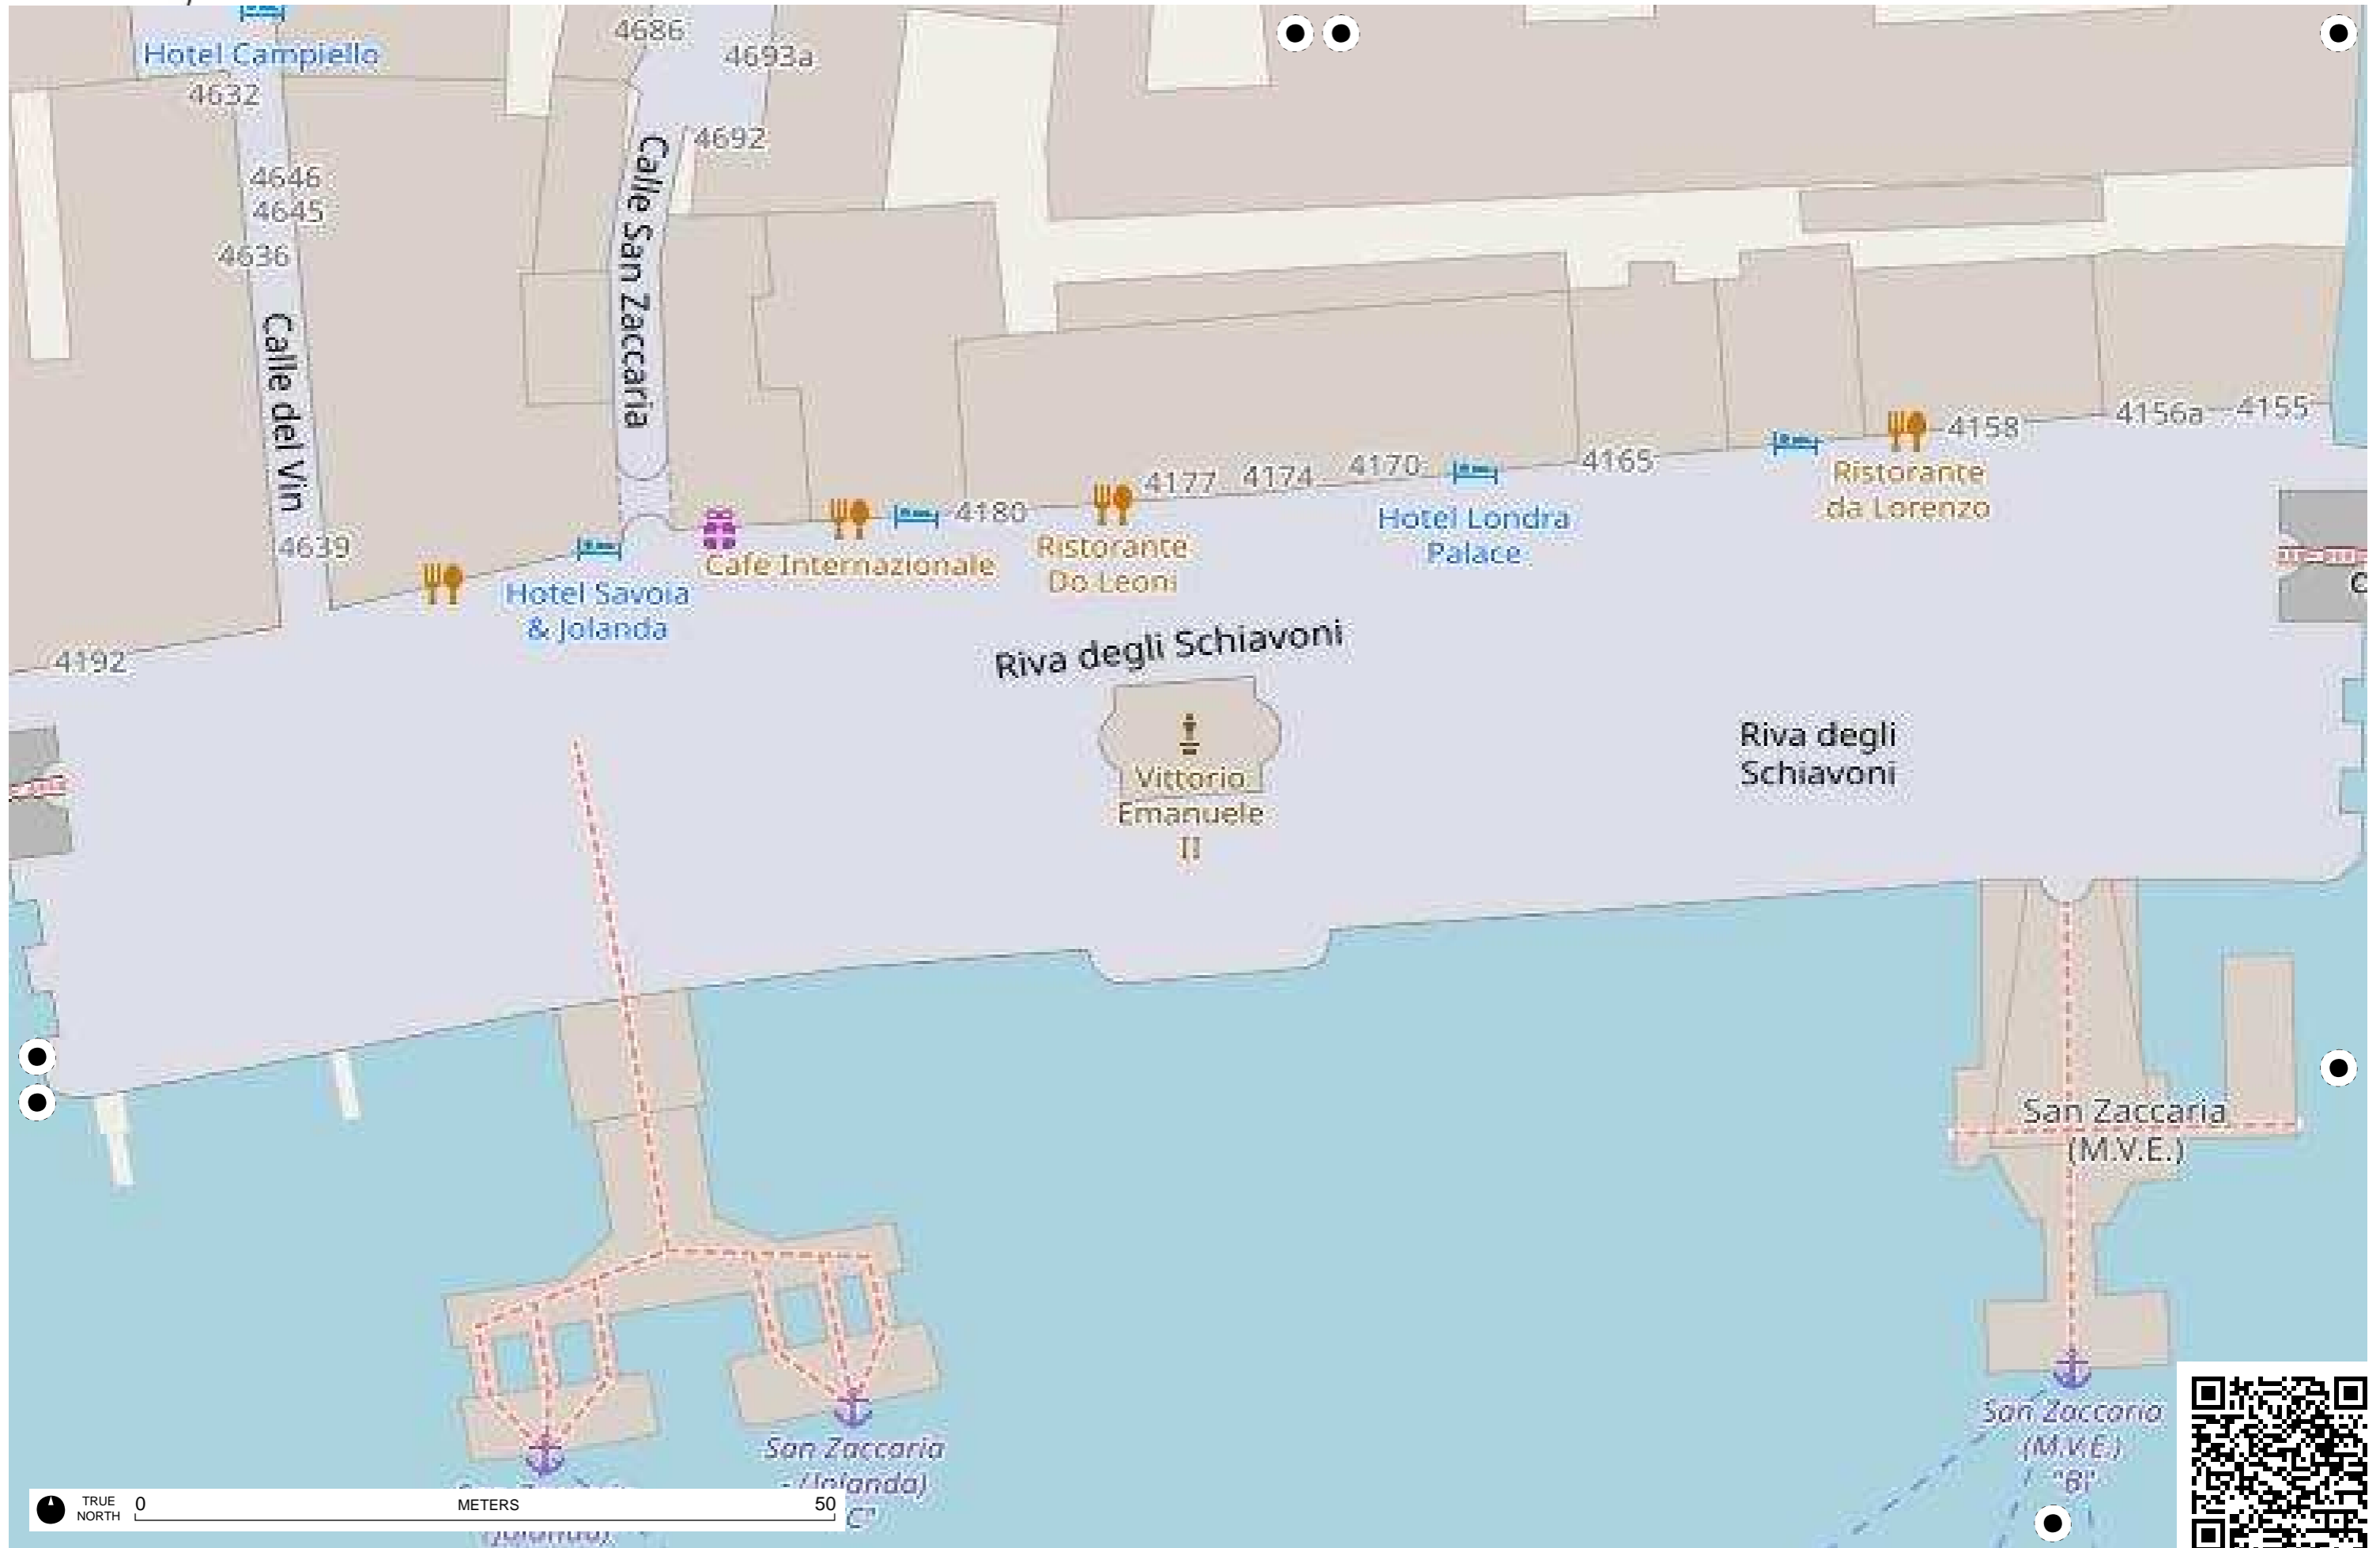 Hotel Campiello
4632
4686
4693a
4692
4646
4645
4636
Calle del Vin
Calle San Zaccaria
4639
4192
Hotel Savoia
& Jolanda
Cafe Internazionale
4180
Ristorante
Do Leoni
4177
4174
4170
Hotel Londra
Palace
4165
Ristorante
da Lorenzo
4158
4156a
4155
Riva degli Schiavoni
Vittorio
Emanuele
II
Riva degli
Schiavoni
San Zaccaria
(M.V.E.)
San Zaccaria
(M.V.E.)
"B"
San Zaccaria
(Jolanda)
C"
(Jolanda)
TRUE
NORTH
0
METERS
50